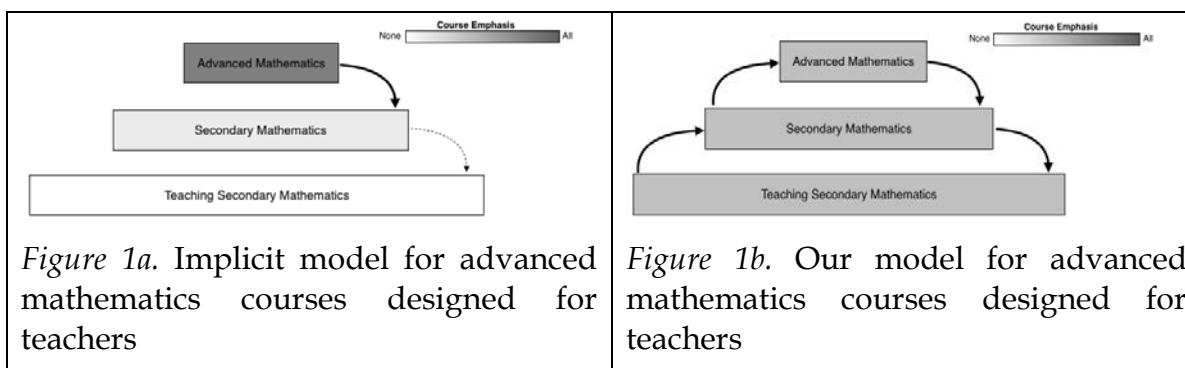 Course Emphasis
None All
Advanced Mathematics
Secondary Mathematics
Teaching Secondary Mathematics
Figure 1a. Implicit model for advanced
mathematics courses designed for
teachers
Course Emphasis
None All
Advanced Mathematics
Secondary Mathematics
Teaching Secondary Mathematics
Figure 1b. Our model for advanced
mathematics courses designed for
teachers